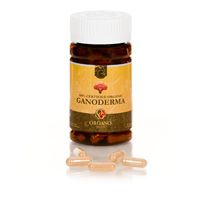 100% CERTIFIED ORGANIC
GANODERMA
ORGANO